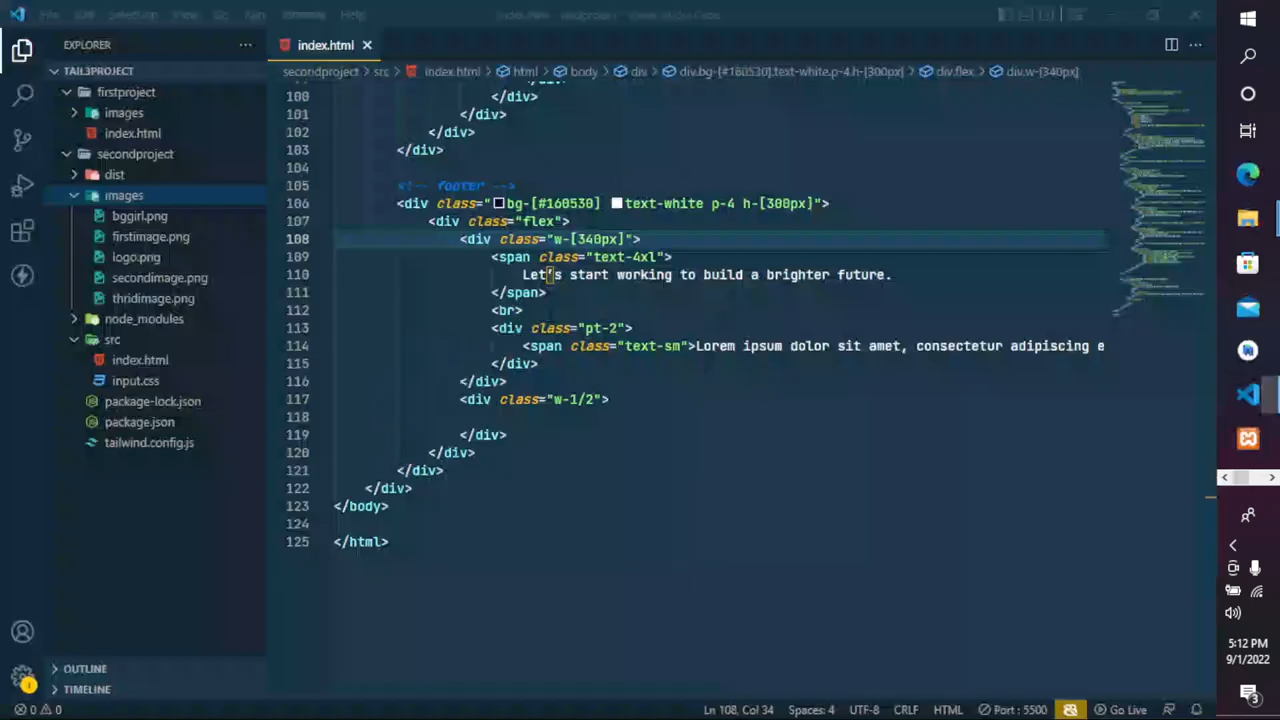 EXPLORER
index.html
TAIL3PROJECT
firstproject
images
index.html
secondproject
dist
images
bggirl.png
firstimage.png
logo.png
secondimage.png
thridimage.png
node_modules
src
index.html
input.css
package-lock.json
package.json
tailwind.config.js
OUTLINE
TIMELINE
secondproject > src > index.html > html > body > div > div.bg-[#160530].text-white.p-4.h-[300px] > div.flex > div.w-[340px]
100 </div>
101 </div>
102 </div>
103 </div>
104
105 <!-- footer -->
106 <div class="bg-[#160530] text-white p-4 h-[300px]">
107 <div class="flex">
108 <div class="w-[340px]">
109 <span class="text-4xl">
110 Let's start working to build a brighter future.
111 </span>
112 <br>
113 <div class="pt-2">
114 <span class="text-sm">Lorem ipsum dolor sit amet, consectetur adipiscing e
115 </div>
116 </div>
117 <div class="w-1/2">
118
119 </div>
120 </div>
121 </div>
122 </div>
123 </body>
124
125 </html>
0 0
Ln 108, Col 34
Spaces: 4
UTF-8
CRLF
HTML
Port : 5500
Go Live
5:12 PM
9/1/2022
3